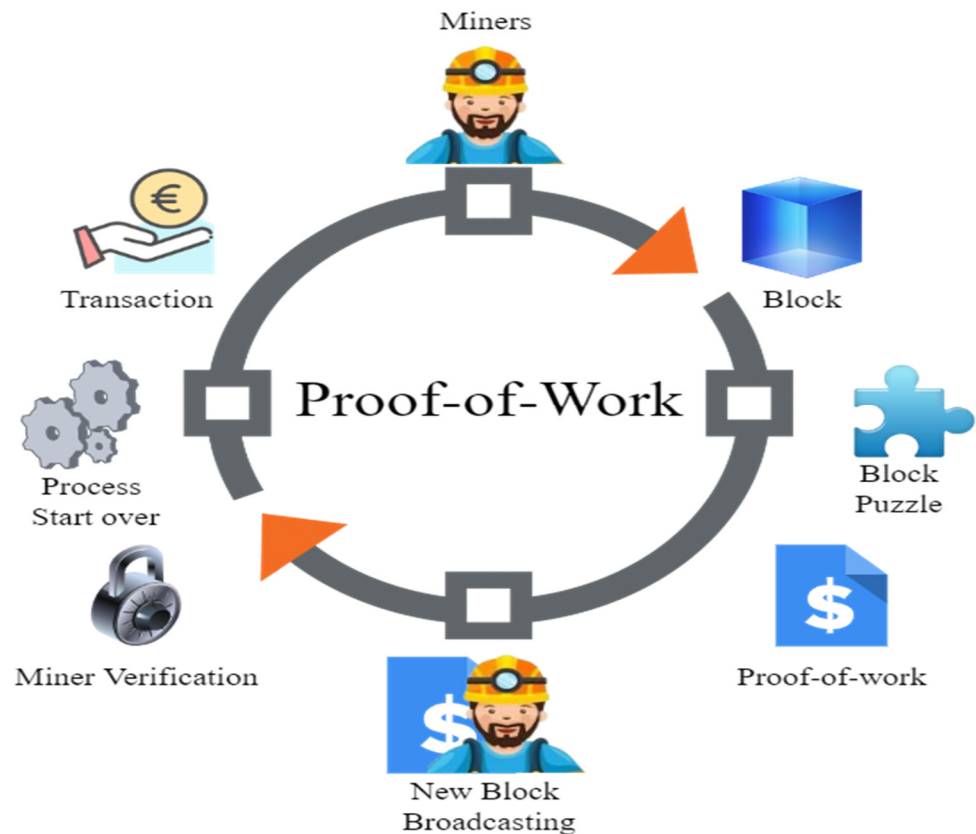 Miners
Transaction
Block
Proof-of-Work
Process
Start over
Block
Puzzle
Miner Verification
Proof-of-work
New Block
Broadcasting
€
$
$